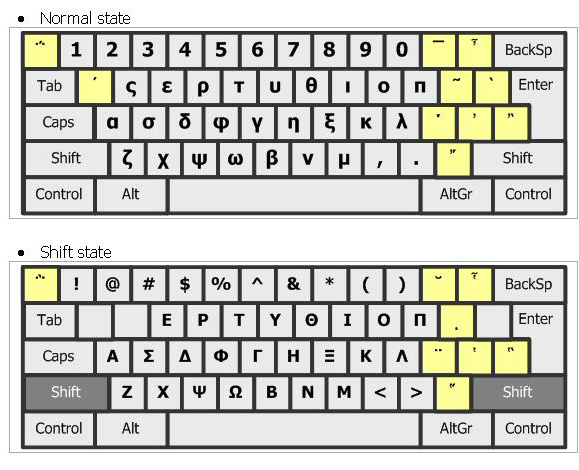 • Normal state
΅ 1 2 3 4 5 6 7 8 9 0 ¯ ῏ BackSp
Tab ´ ς ε ρ τ υ θ ι ο π ῀ ` Enter
Caps α σ δ φ γ η ξ κ λ ᾽ ῎ ῍
Shift ζ χ ψ ω β ν μ , . ῎ Shift
Control Alt AltGr Control
• Shift state
! @ # $ % ^ & * ( ) ˘ ῟ BackSp
Tab Ε Ρ Τ Υ Θ Ι Ο Π Enter
Caps Α Σ Δ Φ Γ Η Ξ Κ Λ ¨ ῾ ῝
Shift Ζ Χ Ψ Ω Β Ν Μ < > ῞ Shift
Control Alt AltGr Control